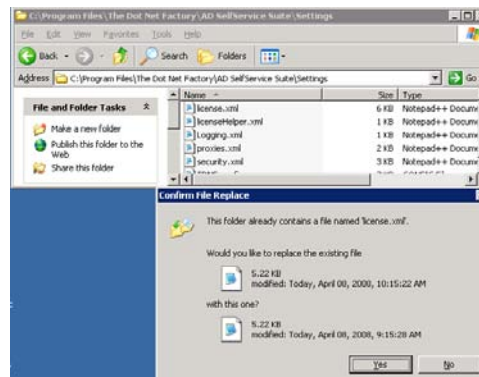 C:\Program Files\The Dot Net Factory\AD SelfService Suite\Settings
File Edit View Favorites Tools Help
Back Search Folders
Address C:\Program Files\The Dot Net Factory\AD SelfService Suite\Settings Go
File and Folder Tasks
Make a new folder
Publish this folder to the Web
Share this folder
Name Size Type
license.xml 6 KB Notepad++ Docume
licenseHelper.xml 1 KB Notepad++ Docume
Logging.xml 1 KB Notepad++ Docume
proxies.xml 2 KB Notepad++ Docume
security.xml 3 KB Notepad++ Docume
Confirm File Replace
This folder already contains a file named 'license.xml'.
Would you like to replace the existing file
5.22 KB
modified: Today, April 08, 2008, 10:15:22 AM
with this one?
5.22 KB
modified: Today, April 08, 2008, 9:15:28 AM
Yes No